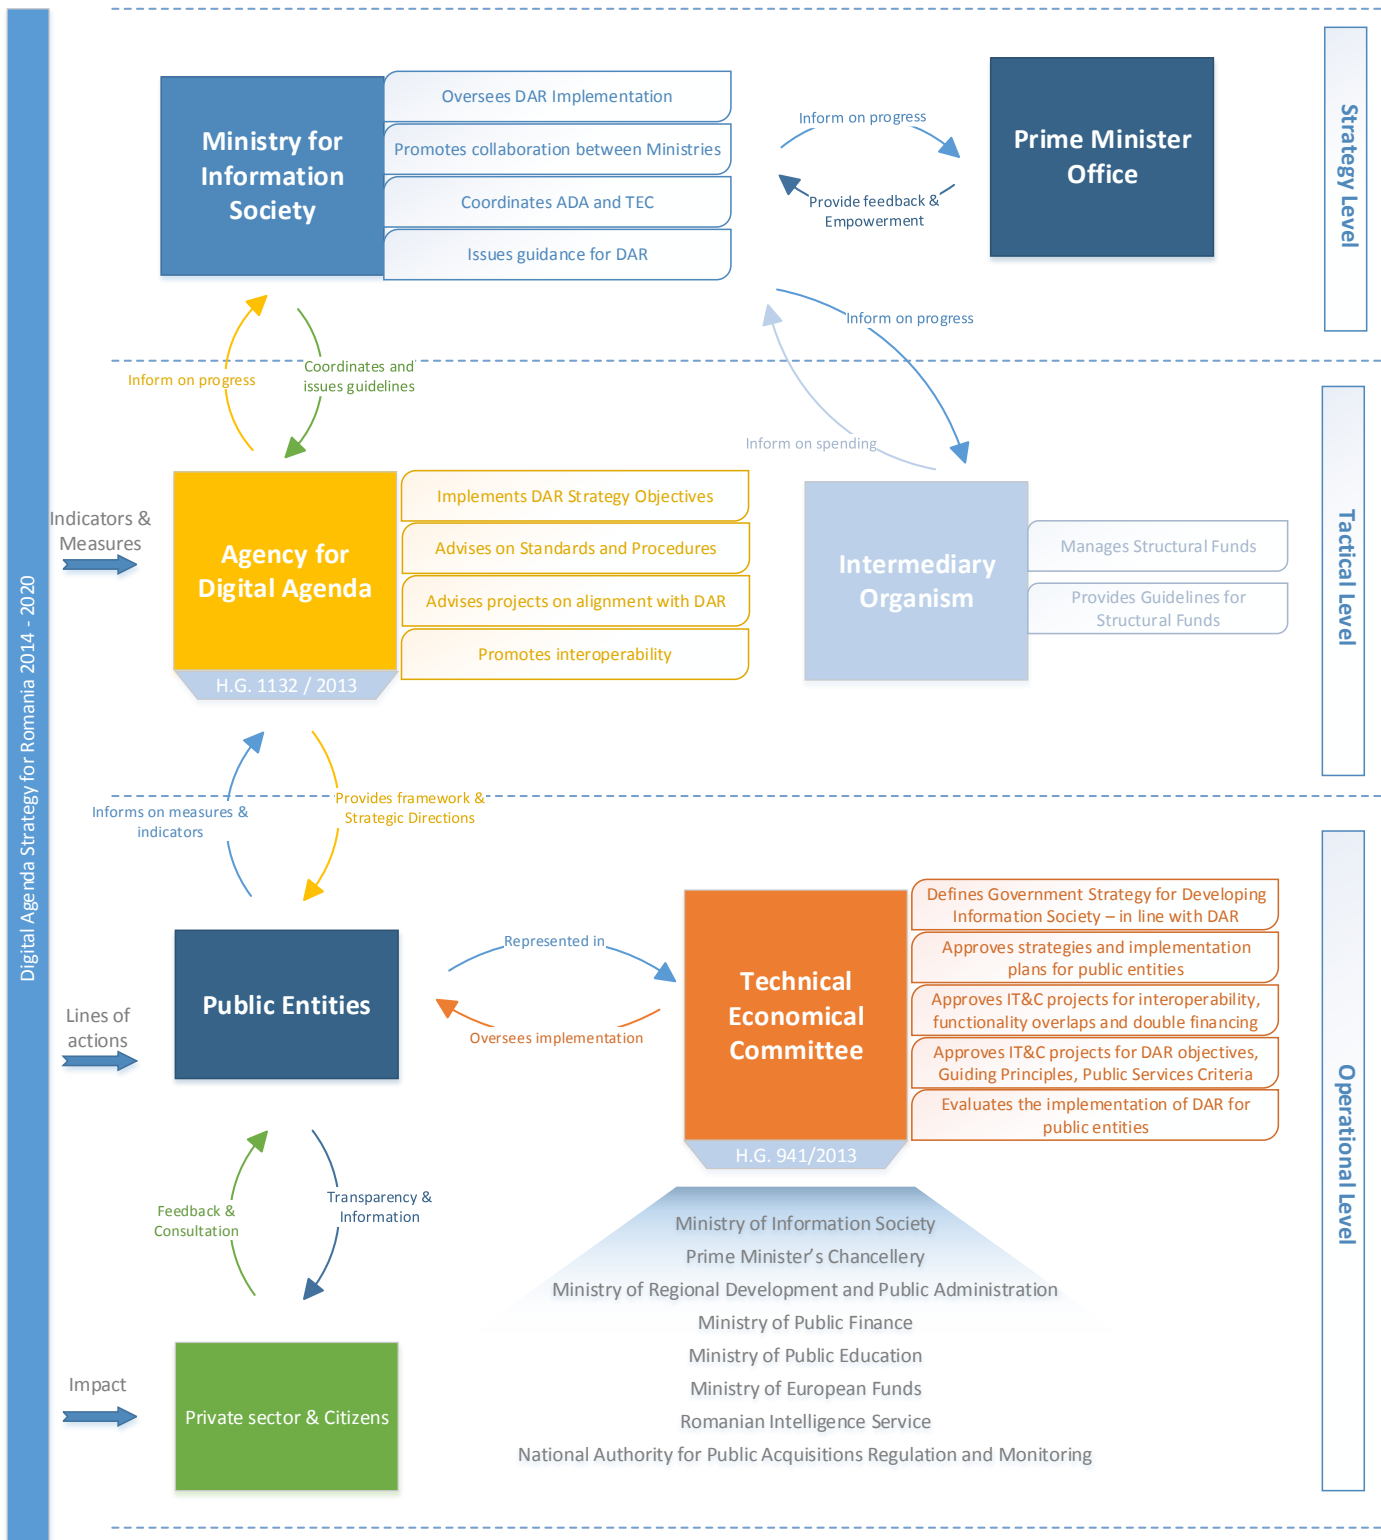 Digital Agenda Strategy for Romania 2014 - 2020
Strategy Level
Ministry for
Information
Society
Oversees DAR Implementation
Promotes collaboration between Ministries
Coordinates ADA and TEC
Issues guidance for DAR
Inform on progress
Provide feedback &
Empowerment
Prime Minister
Office
Inform on progress
Coordinates and
issues guidelines
Inform on progress
Inform on spending
Tactical Level
Indicators &
Measures
Agency for
Digital Agenda
H.G. 1132 / 2013
Implements DAR Strategy Objectives
Advises on Standards and Procedures
Advises projects on alignment with DAR
Promotes interoperability
Intermediary
Organism
Manages Structural Funds
Provides Guidelines for
Structural Funds
Informs on measures &
indicators
Provides framework &
Strategic Directions
Operational Level
Lines of
actions
Public Entities
Represented in
Oversees implementation
Technical
Economical
Committee
H.G. 941/2013
Defines Government Strategy for Developing
Information Society – in line with DAR
Approves strategies and implementation
plans for public entities
Approves IT&C projects for interoperability,
functionality overlaps and double financing
Approves IT&C projects for DAR objectives,
Guiding Principles, Public Services Criteria
Evaluates the implementation of DAR for
public entities
Feedback &
Consultation
Transparency &
Information
Ministry of Information Society
Prime Minister’s Chancellery
Ministry of Regional Development and Public Administration
Ministry of Public Finance
Ministry of Public Education
Ministry of European Funds
Romanian Intelligence Service
National Authority for Public Acquisitions Regulation and Monitoring
Impact
Private sector & Citizens